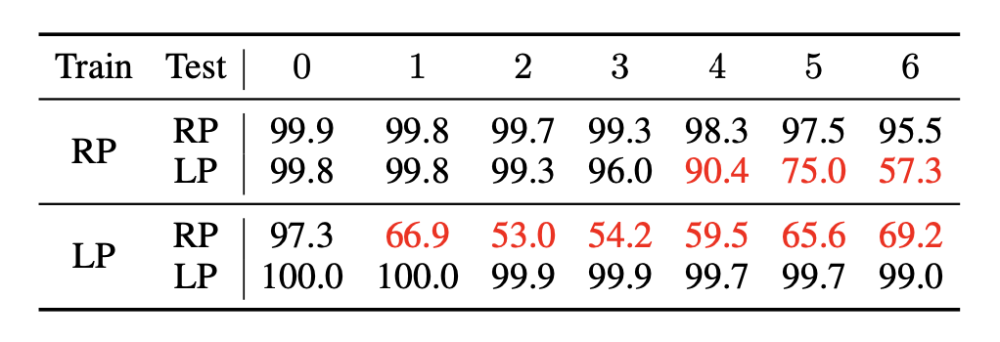 Train Test 0 1 2 3 4 5 6
RP RP 99.9 99.8 99.7 99.3 98.3 97.5 95.5
LP 99.8 99.8 99.3 96.0 90.4 75.0 57.3
LP RP 97.3 66.9 53.0 54.2 59.5 65.6 69.2
LP 100.0 100.0 99.9 99.9 99.7 99.7 99.0